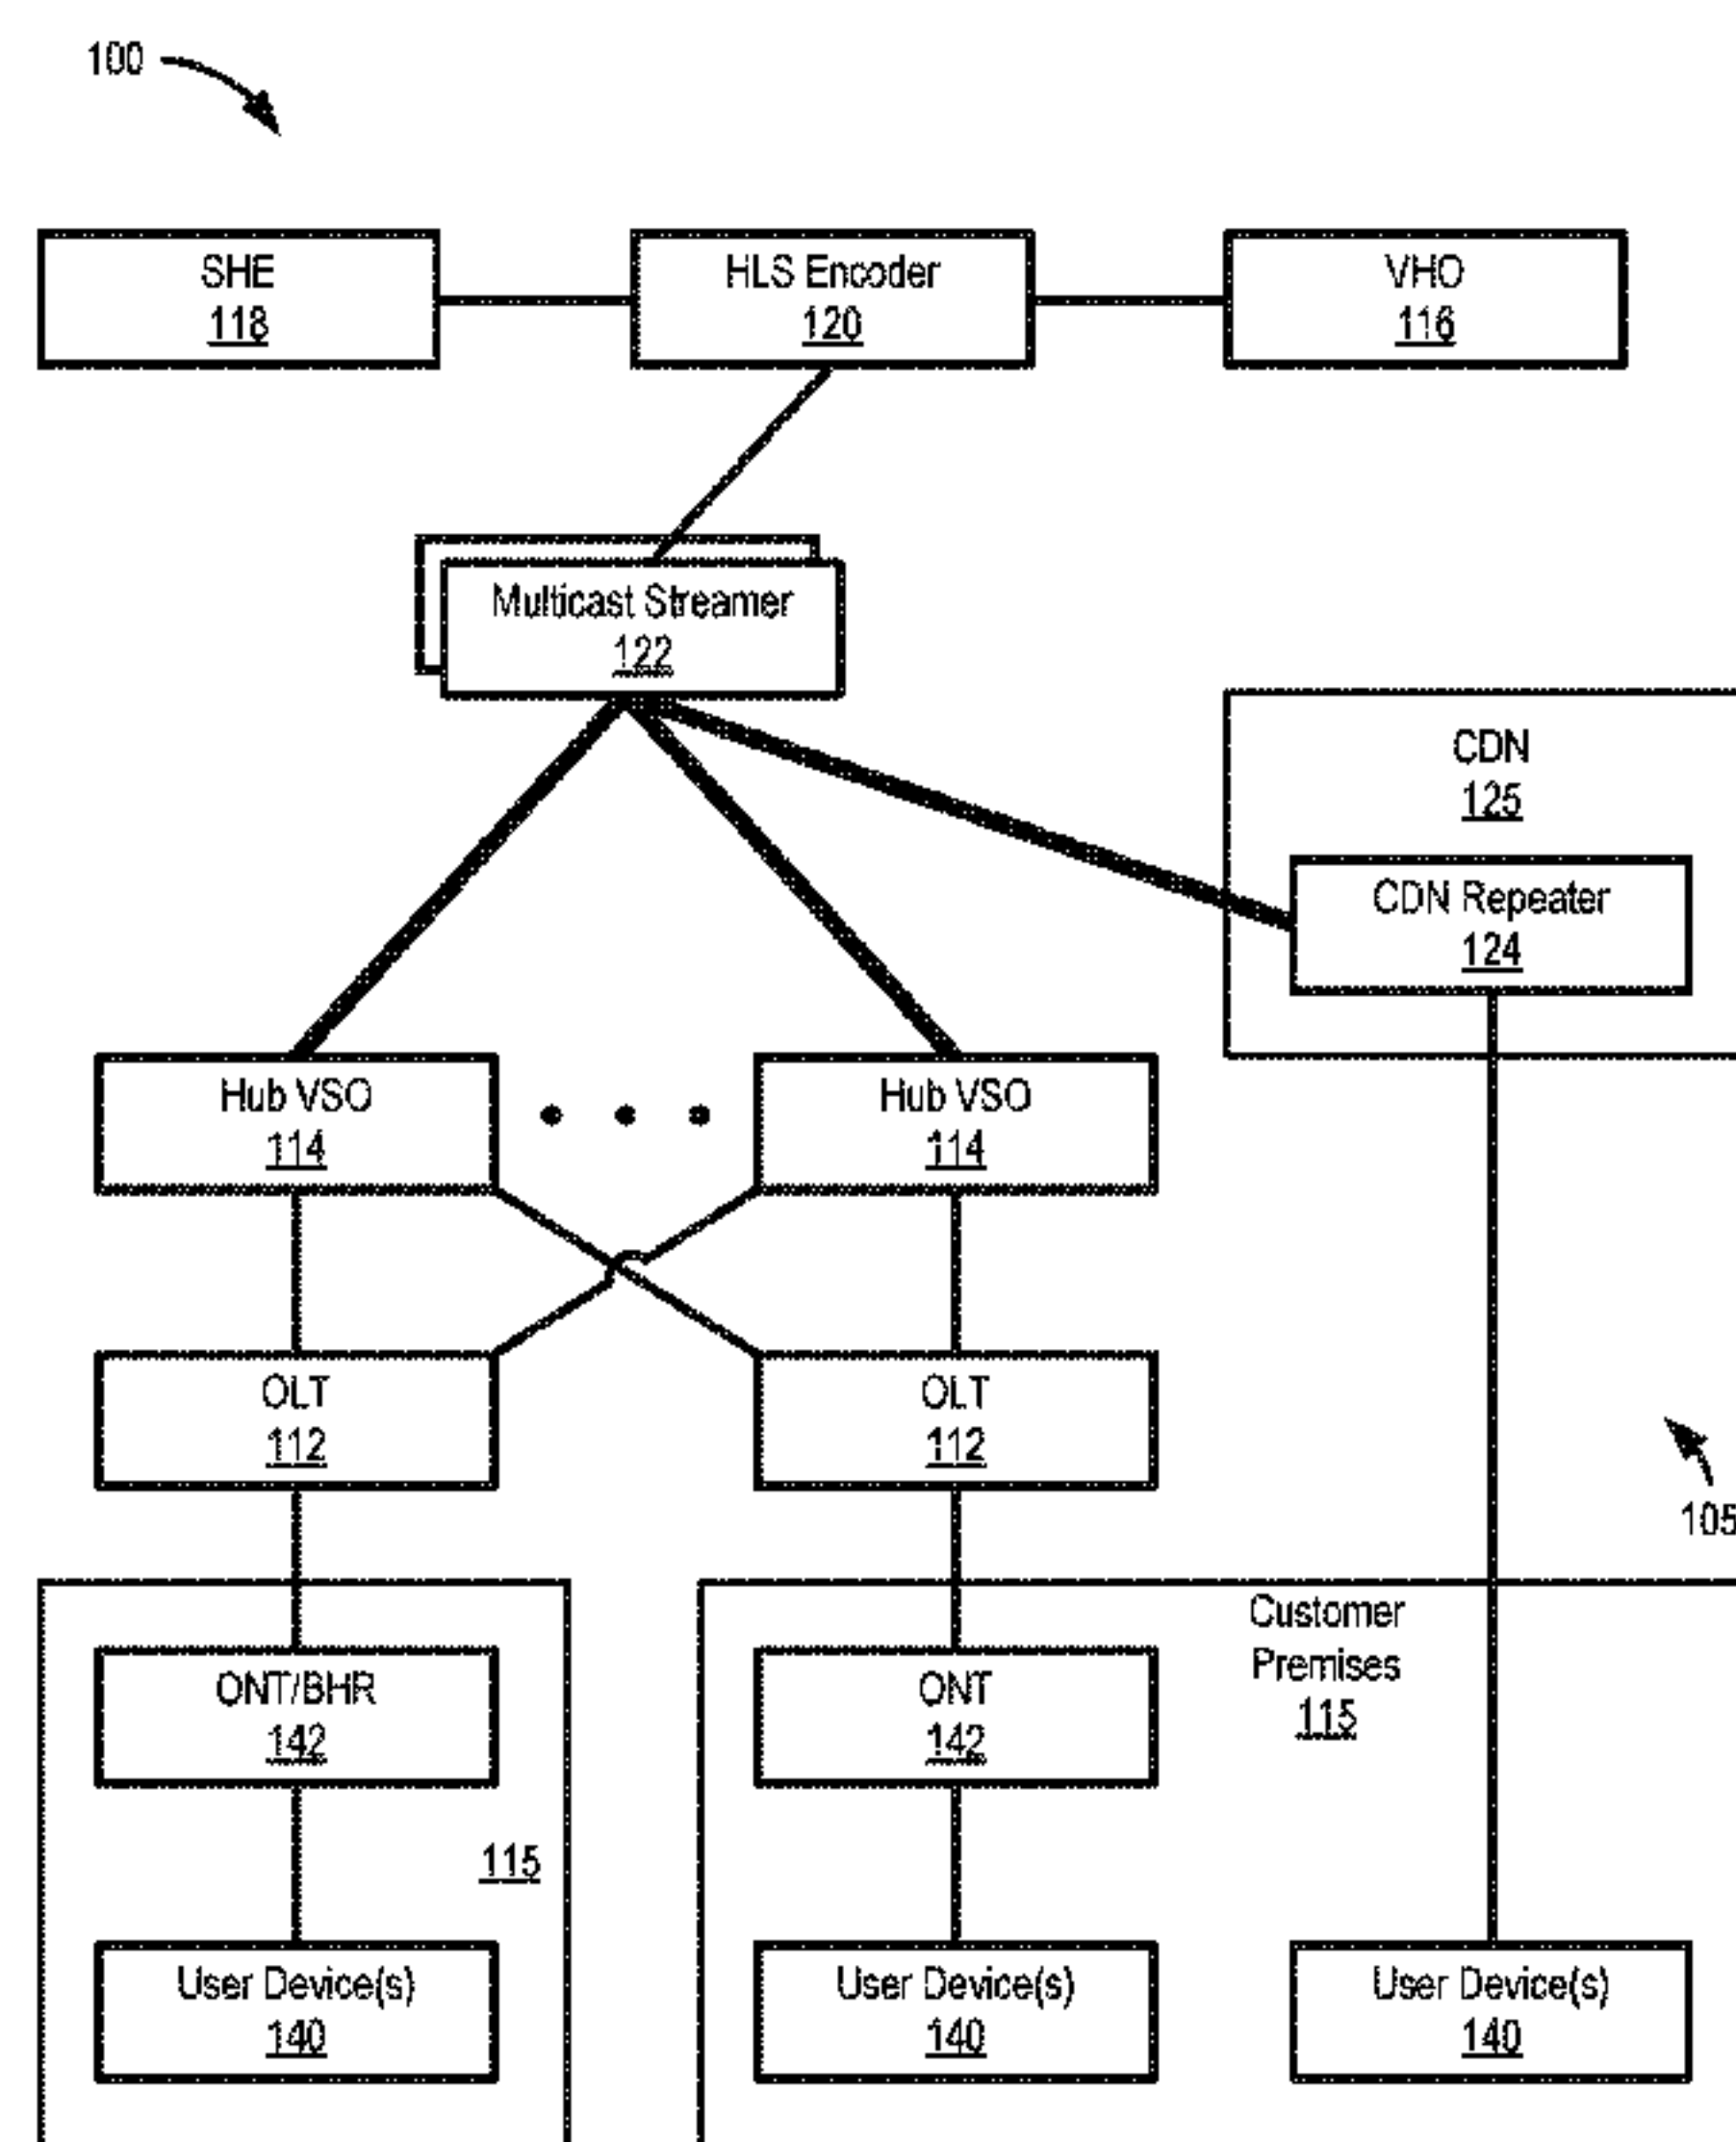 100
SHE
118
HLS Encoder
120
VHO
116
Multicast Streamer
122
CDN
125
CDN Repeater
124
Hub VSO
114
Hub VSO
114
OLT
112
OLT
112
105
Customer
Premises
115
ONT/BHR
142
ONT
142
115
User Device(s)
140
User Device(s)
140
User Device(s)
140